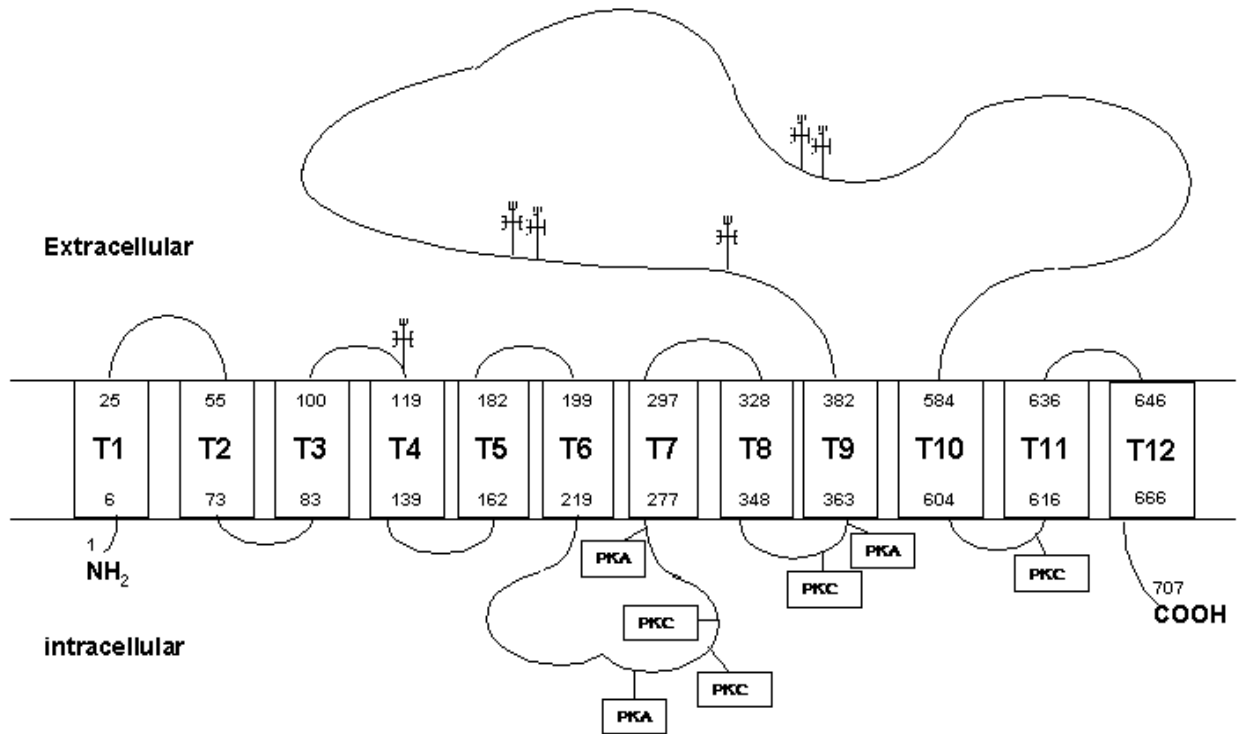 Extracellular
25 55 100 119 182 199 297 328 382 584 636 646
T1 T2 T3 T4 T5 T6 T7 T8 T9 T10 T11 T12
6 73 83 139 162 219 277 348 363 604 616 666
1
NH2
PKA
PKA
PKC
PKC
707
COOH
PKC
intracellular
PKC
PKA